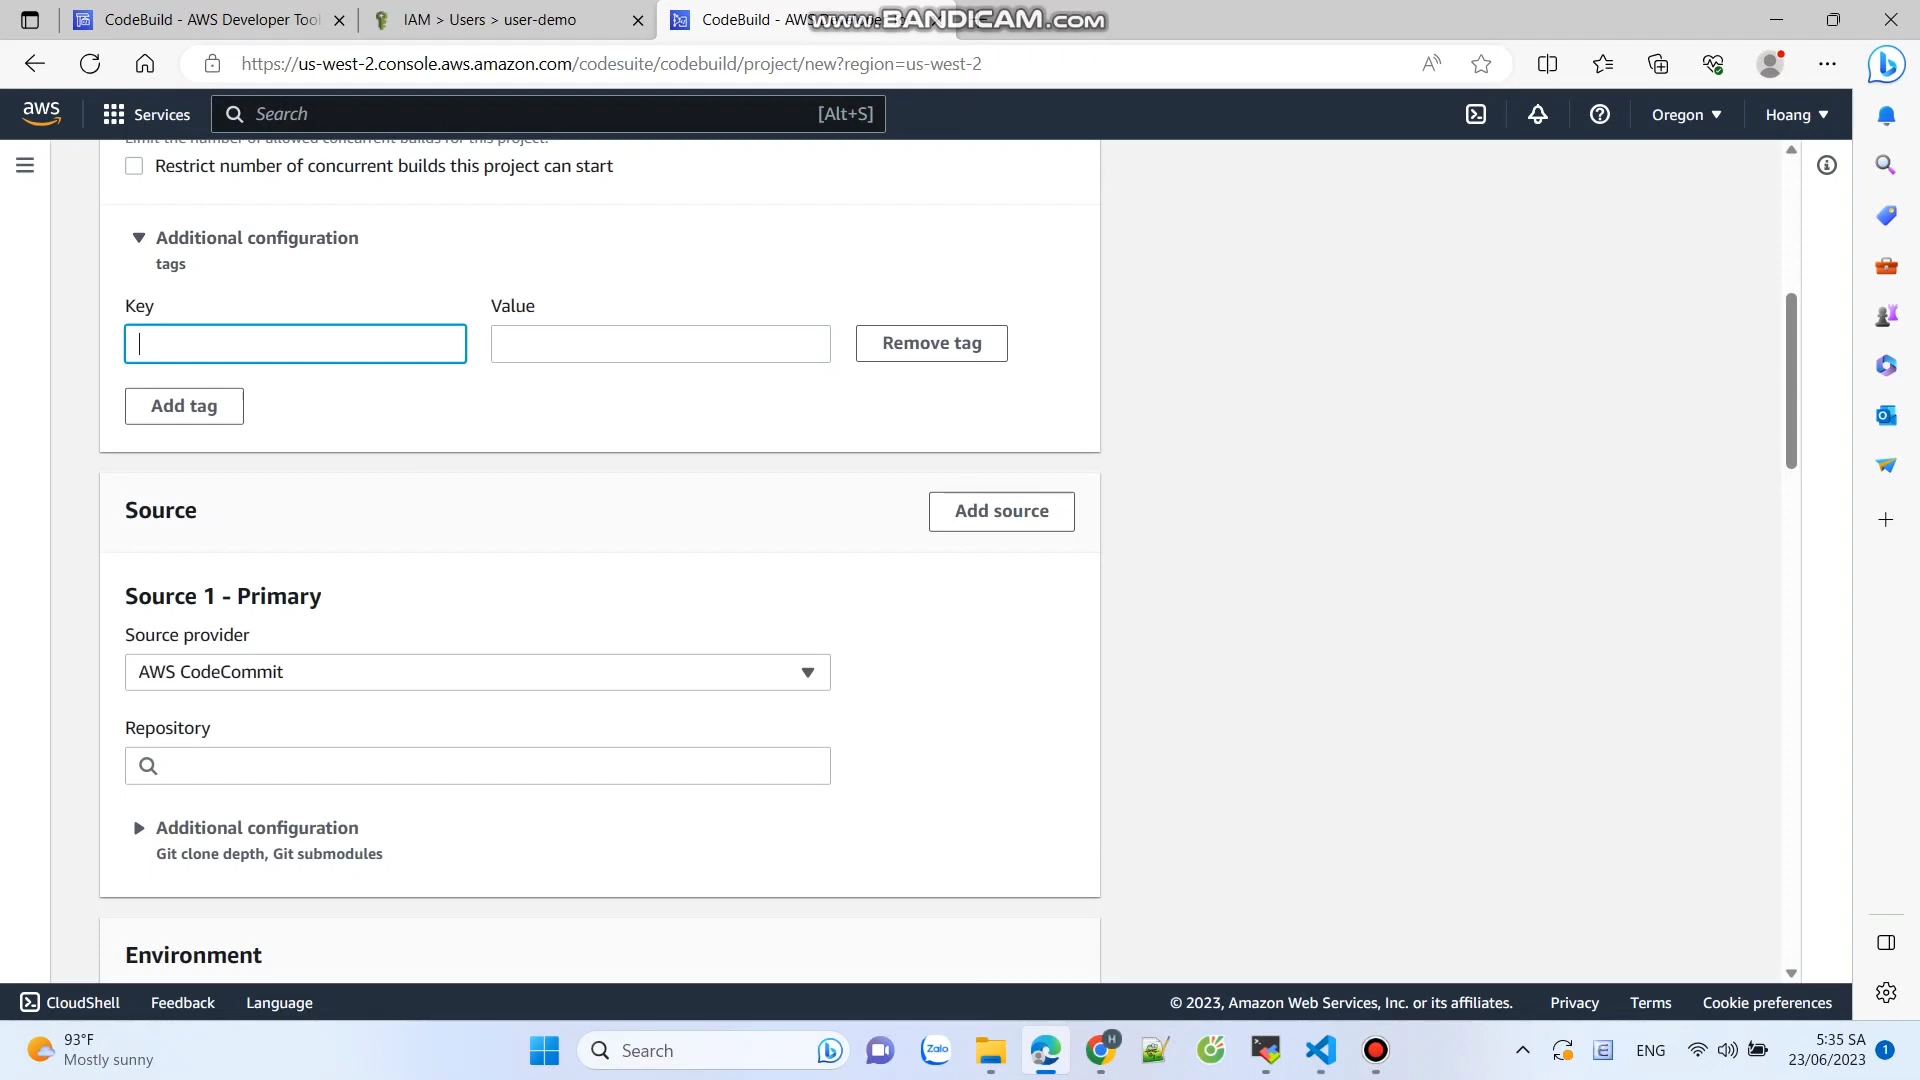 CodeBuild - AWS Developer Tool
IAM > Users > user-demo
CodeBuild - AWS
www.BANDICAM.com
https://us-west-2.console.aws.amazon.com/codesuite/codebuild/project/new?region=us-west-2
aws
Services
Search
[Alt+S]
Oregon
Hoang
Limit the number of allowed concurrent builds for this project.
Restrict number of concurrent builds this project can start
Additional configuration
tags
Key
Value
Remove tag
Add tag
Source
Add source
Source 1 - Primary
Source provider
AWS CodeCommit
Repository
Additional configuration
Git clone depth, Git submodules
Environment
CloudShell
Feedback
Language
© 2023, Amazon Web Services, Inc. or its affiliates.
Privacy
Terms
Cookie preferences
93°F
Mostly sunny
Search
Zalo
ENG
5:35 SA
23/06/2023
1